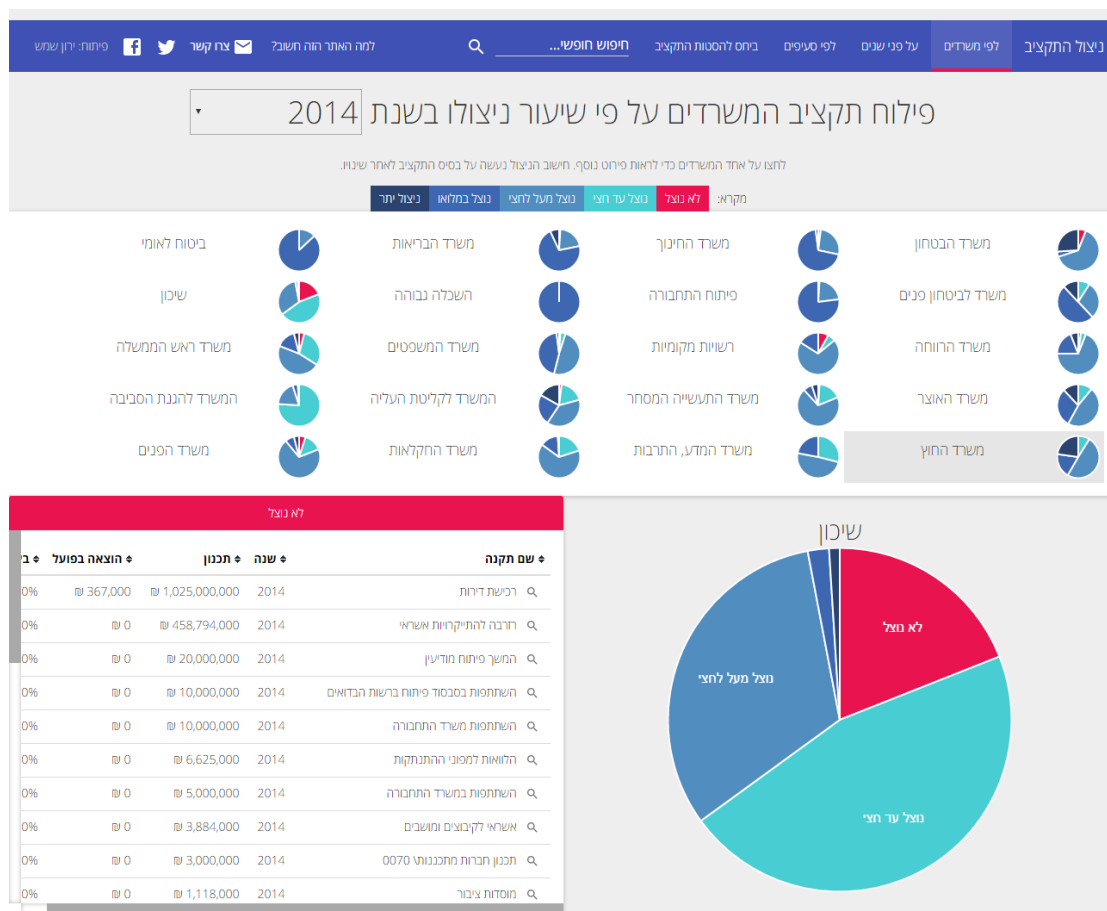 ניצול התקציב לפי משרדים על פני שנים לפי סעיפים ביחס להסטות התקציב חיפוש חופשי... למה האתר הזה חשוב? צרו קשר פיתוח: ירון שמש
פילוח תקציב המשרדים על פי שיעור ניצולו בשנת 2014
לחצו על אחד המשרדים כדי לראות פירוט נוסף. חישוב הניצול נעשה על בסיס התקציב לאחר שינויו.
מקרא: לא נוצל נוצל עד חצי נוצל מעל לחצי נוצל במלואו ניצול יתר
משרד הבטחון משרד החינוך משרד הבריאות ביטוח לאומי
משרד לביטחון פנים פיתוח התחבורה השכלה גבוהה שיכון
משרד הרווחה רשויות מקומיות משרד המשפטים משרד ראש הממשלה
משרד האוצר משרד התעשייה המסחר המשרד לקליטת העליה המשרד להגנת הסביבה
משרד החוץ משרד המדע, התרבות משרד החקלאות משרד הפנים
שיכון
לא נוצל
נוצל מעל לחצי
נוצל עד חצי
לא נוצל
שם תקנה שנה תכנון הוצאה בפועל בי
רכישת דירות 2014 1,025,000,000 ₪ 367,000 ₪ 0%
רזרבה להתייקרויות אשראי 2014 458,794,000 ₪ 0 ₪ 0%
המשך פיתוח מודיעין 2014 20,000,000 ₪ 0 ₪ 0%
השתתפות בסבסוד פיתוח ברשות הבדואים 2014 10,000,000 ₪ 0 ₪ 0%
השתתפות משרד התחבורה 2014 10,000,000 ₪ 0 ₪ 0%
הלוואות למפוני ההתנתקות 2014 6,625,000 ₪ 0 ₪ 0%
השתתפות במשרד התחבורה 2014 5,000,000 ₪ 0 ₪ 0%
אשראי לקיבוצים ומושבים 2014 3,884,000 ₪ 0 ₪ 0%
תכנון חברות מתכננות\ 0070 2014 3,000,000 ₪ 0 ₪ 0%
מוסדות ציבור 2014 1,118,000 ₪ 0 ₪ 0%